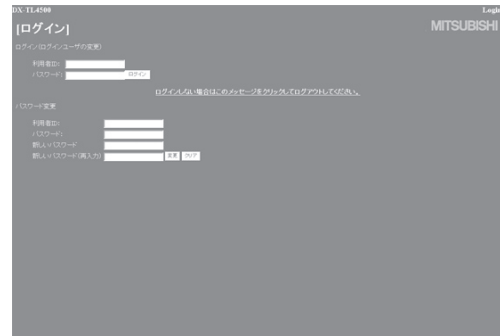 DX-TL4500
Login
[ログイン]
MITSUBISHI
ログイン(ログインユーザの変更)
利用者ID:
パスワード:
ログイン
ログインしない場合はこのメッセージをクリックしてログアウトしてください。
パスワード変更
利用者ID:
パスワード:
新しいパスワード
新しいパスワード(再入力)
変更 クリア